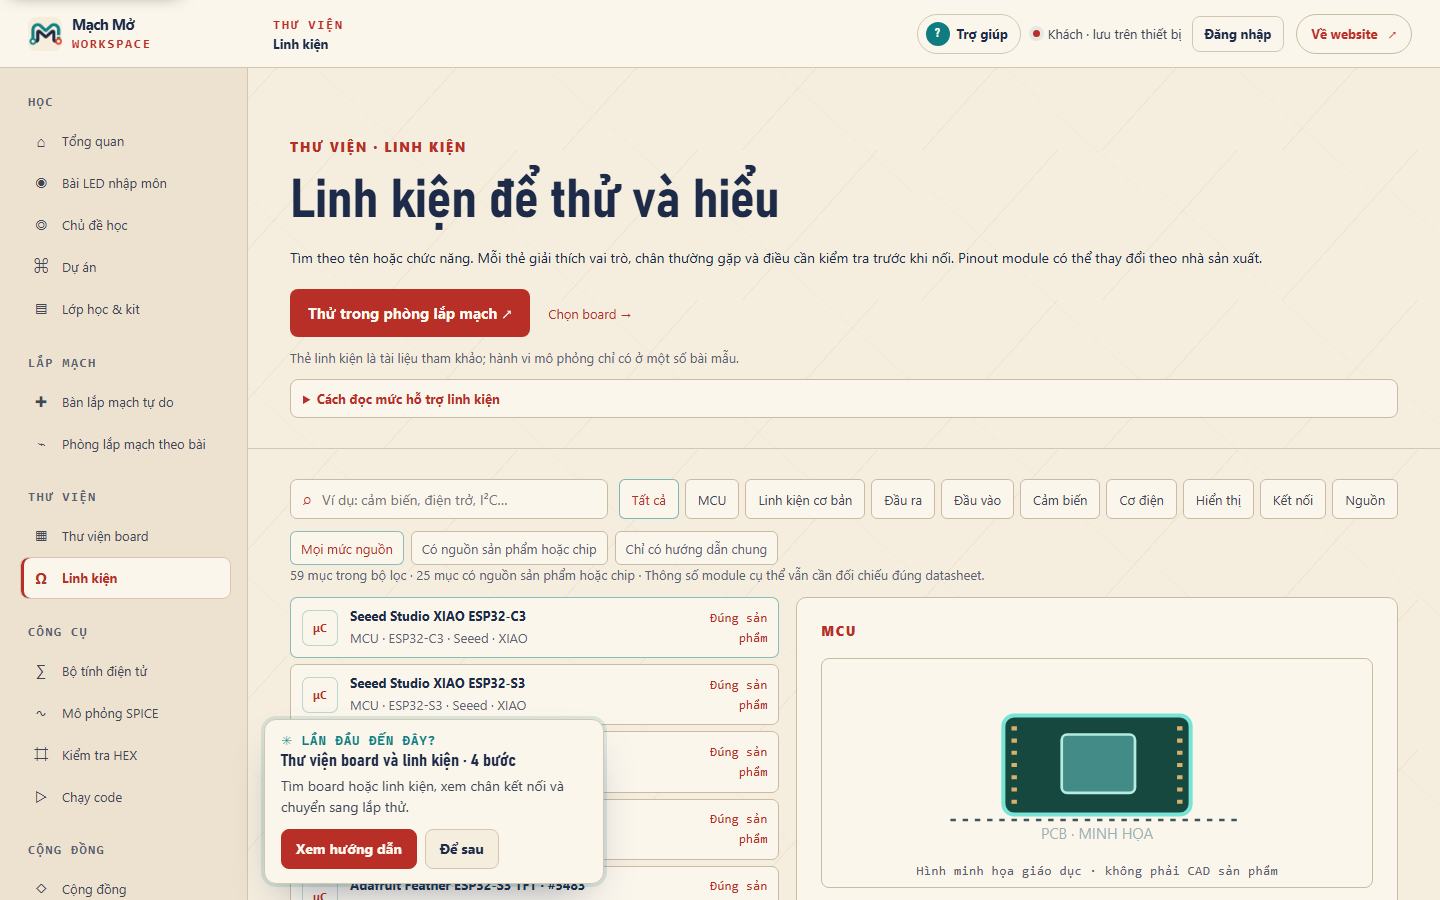 Mạch Mở
WORKSPACE
THƯ VIỆN
Linh kiện
? Trợ giúp
Khách · lưu trên thiết bị
Đăng nhập
Về website ↗
HỌC
Tổng quan
Bài LED nhập môn
Chủ đề học
Dự án
Lớp học & kit
LẮP MẠCH
Bàn lắp mạch tự do
Phòng lắp mạch theo bài
THƯ VIỆN
Thư viện board
Linh kiện
CÔNG CỤ
Bộ tính điện tử
Mô phỏng SPICE
Kiểm tra HEX
Chạy code
CỘNG ĐỒNG
Cộng đồng
THƯ VIỆN · LINH KIỆN
Linh kiện để thử và hiểu
Tìm theo tên hoặc chức năng. Mỗi thẻ giải thích vai trò, chân thường gặp và điều cần kiểm tra trước khi nối. Pinout module có thể thay đổi theo nhà sản xuất.
Thử trong phòng lắp mạch ↗
Chọn board →
Thẻ linh kiện là tài liệu tham khảo; hành vi mô phỏng chỉ có ở một số bài mẫu.
Cách đọc mức hỗ trợ linh kiện
Ví dụ: cảm biến, điện trở, I²C...
Tất cả
MCU
Linh kiện cơ bản
Đầu ra
Đầu vào
Cảm biến
Cơ điện
Hiển thị
Kết nối
Nguồn
Mọi mức nguồn
Có nguồn sản phẩm hoặc chip
Chỉ có hướng dẫn chung
59 mục trong bộ lọc · 25 mục có nguồn sản phẩm hoặc chip · Thông số module cụ thể vẫn cần đối chiếu đúng datasheet.
µC
Seeed Studio XIAO ESP32-C3
MCU · ESP32-C3 · Seeed · XIAO
Đúng sản
phẩm
µC
Seeed Studio XIAO ESP32-S3
MCU · ESP32-S3 · Seeed · XIAO
Đúng sản
phẩm
Đúng sản
phẩm
Đúng sản
phẩm
µC
Adafruit Feather ESP32-S3 TFT · #5483
Đúng sản
LẦN ĐẦU ĐẾN ĐÂY?
Thư viện board và linh kiện · 4 bước
Tìm board hoặc linh kiện, xem chân kết nối và
chuyển sang lắp thử.
Xem hướng dẫn
Để sau
MCU
PCB · MINH HỌA
Hình minh họa giáo dục · không phải CAD sản phẩm